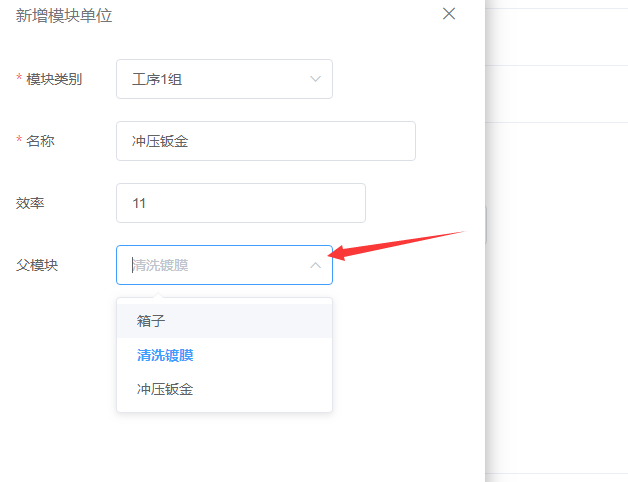 新增模块单位
* 模块类别 工序1组
* 名称 冲压钣金
效率 11
父模块 清洗镀膜
箱子
清洗镀膜
冲压钣金